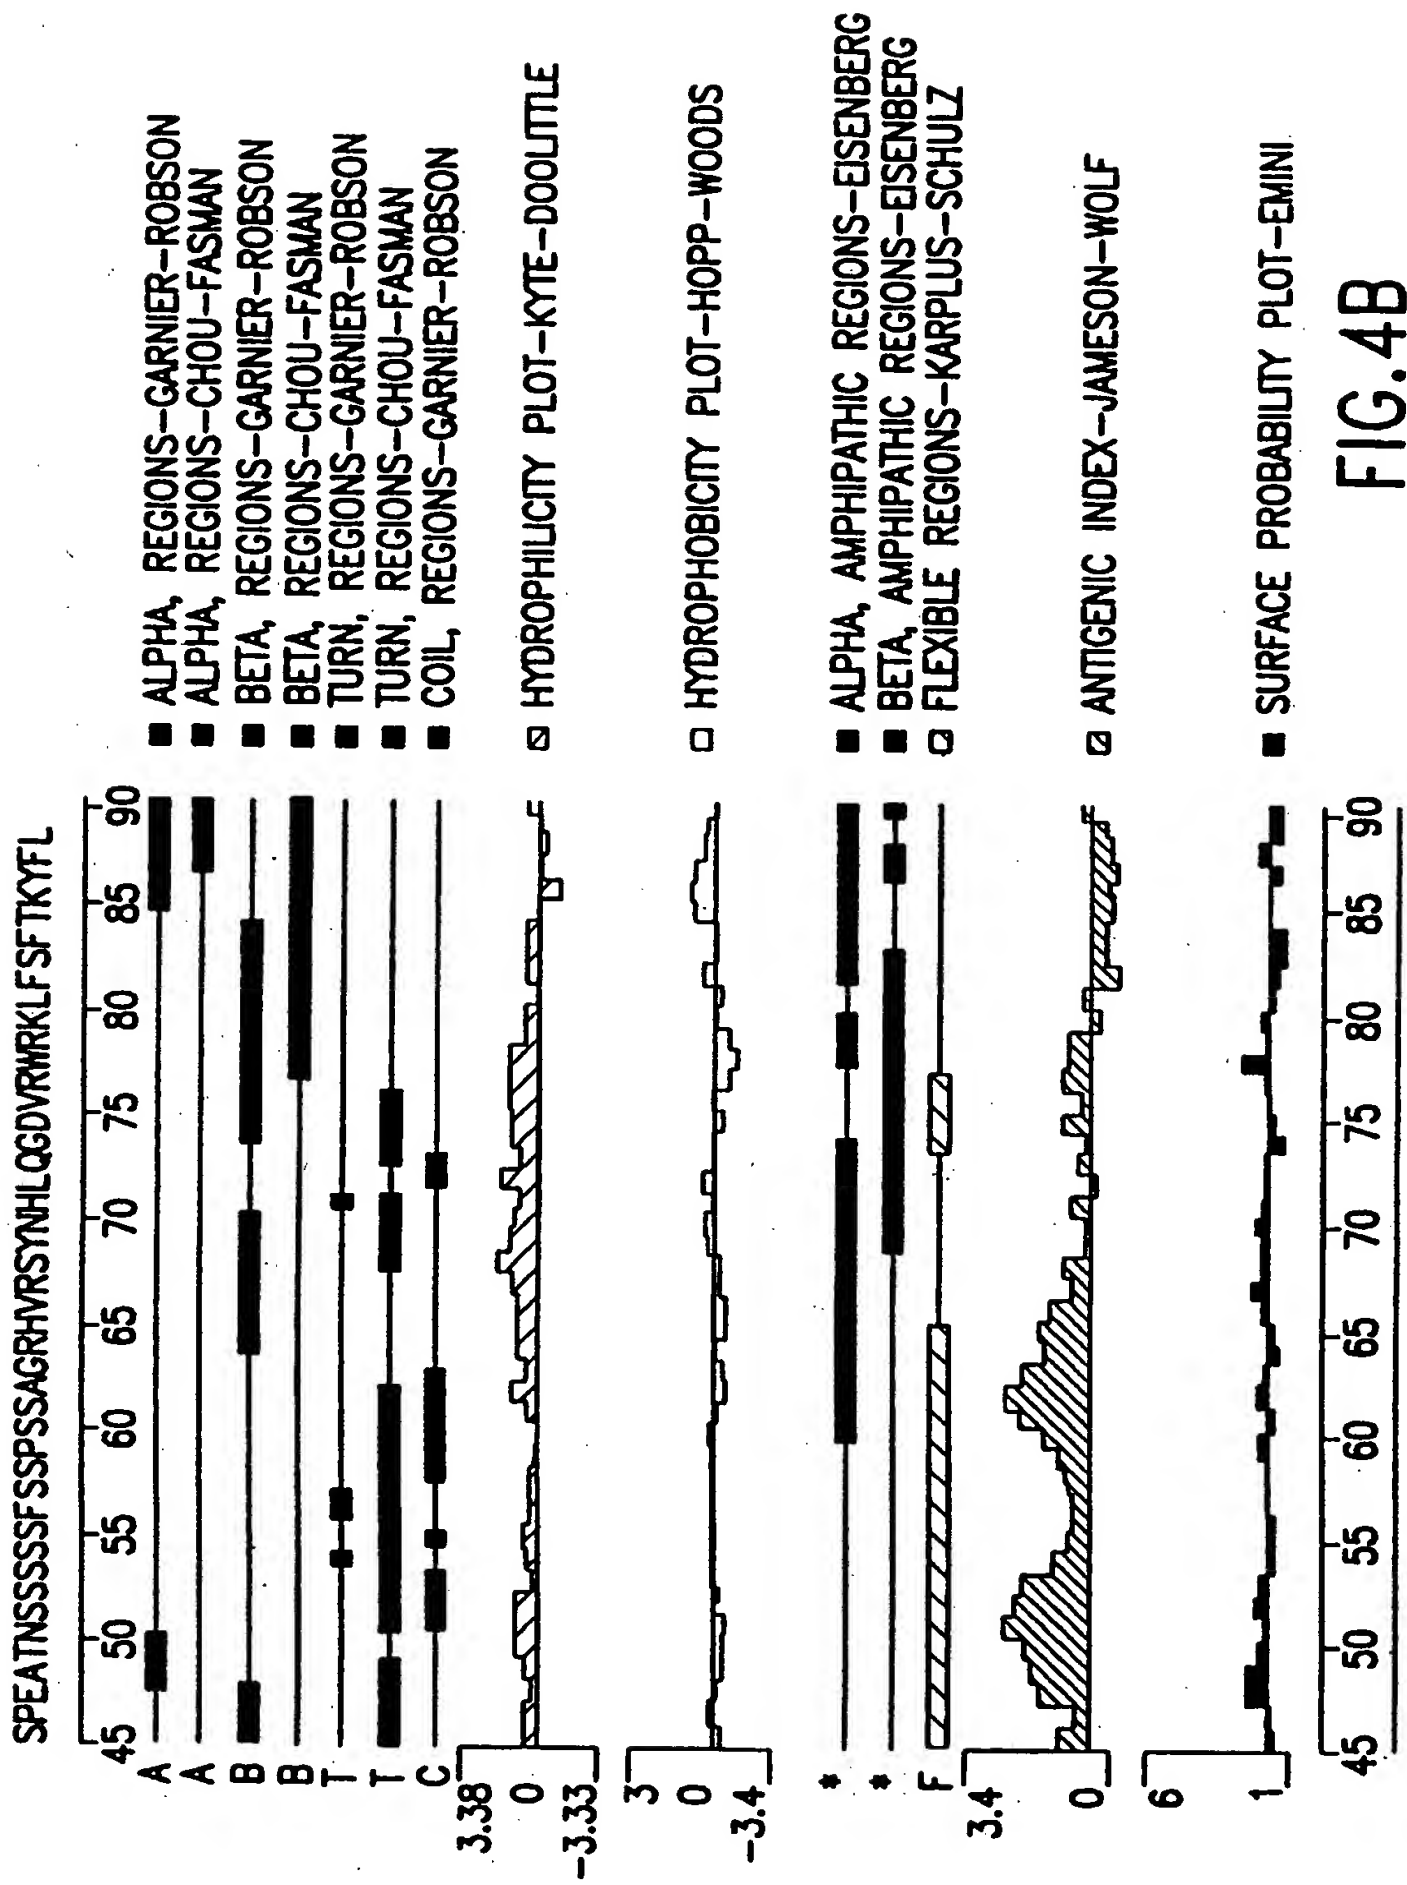 SPEATNSSSSFSSPSSAGRHVRSYNHLQGDVRWRKLFSFTKYFL
45 50 55 60 65 70 75 80 85 90
A ALPHA, REGIONS-GARNIER-ROBSON
A ALPHA, REGIONS-CHOU-FASMAN
B BETA, REGIONS-GARNIER-ROBSON
B BETA, REGIONS-CHOU-FASMAN
T TURN, REGIONS-GARNIER-ROBSON
T TURN, REGIONS-CHOU-FASMAN
C COIL, REGIONS-GARNIER-ROBSON
3.38
0 HYDROPHILICITY PLOT-KYTE-DOOLITTLE
-3.33
3
0 HYDROPHOBICITY PLOT-HOPP-WOODS
-3.4
* ALPHA, AMPHIPATHIC REGIONS-EISENBERG
* BETA, AMPHIPATHIC REGIONS-EISENBERG
F FLEXIBLE REGIONS-KARPLUS-SCHULZ
3.4
0 ANTIGENIC INDEX-JAMESON-WOLF
6
1 SURFACE PROBABILITY PLOT-EMINI
45 50 55 60 65 70 75 80 85 90
FIG.4B